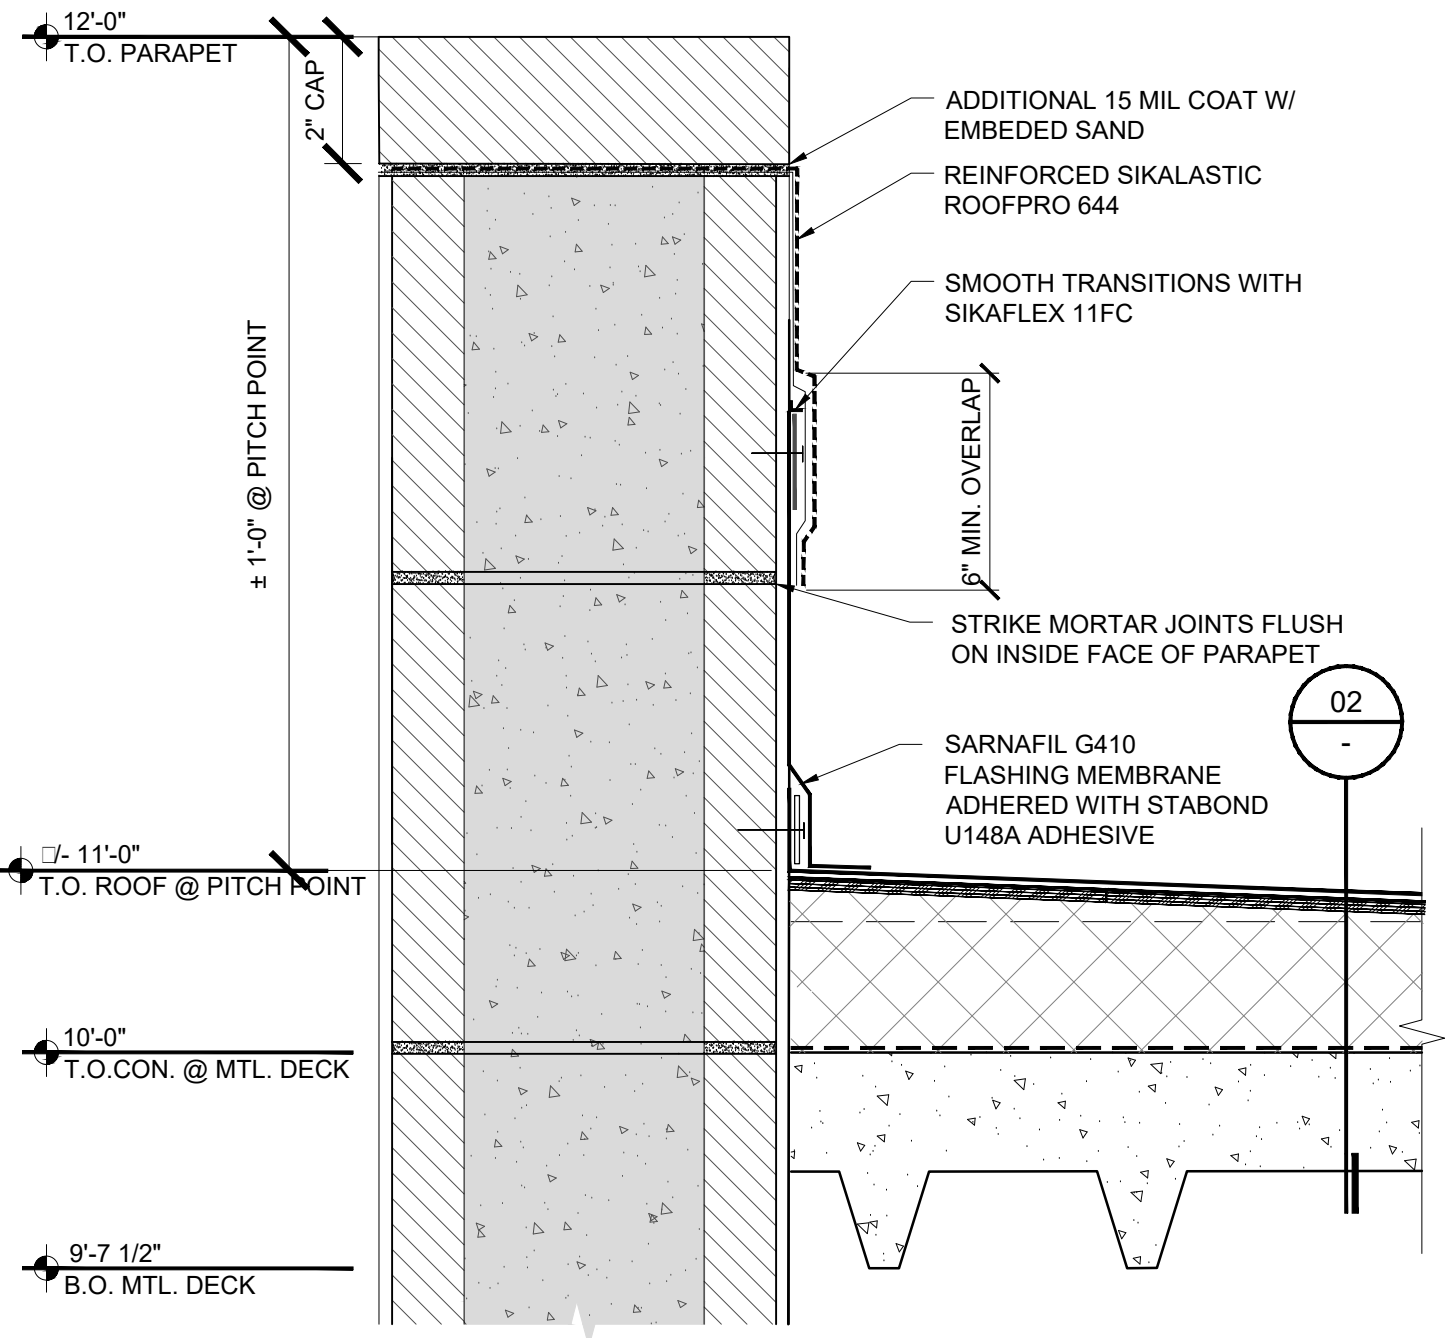 12'-0"
T.O. PARAPET
2" CAP
ADDITIONAL 15 MIL COAT W/
EMBEDED SAND
REINFORCED SIKALASTIC
ROOFPRO 644
SMOOTH TRANSITIONS WITH
SIKAFLEX 11FC
± 1'-0" @ PITCH POINT
6" MIN. OVERLAP
STRIKE MORTAR JOINTS FLUSH
ON INSIDE FACE OF PARAPET
02
-
SARNAFIL G410
FLASHING MEMBRANE
ADHERED WITH STABOND
U148A ADHESIVE
□/- 11'-0"
T.O. ROOF @ PITCH POINT
10'-0"
T.O.CON. @ MTL. DECK
9'-7 1/2"
B.O. MTL. DECK